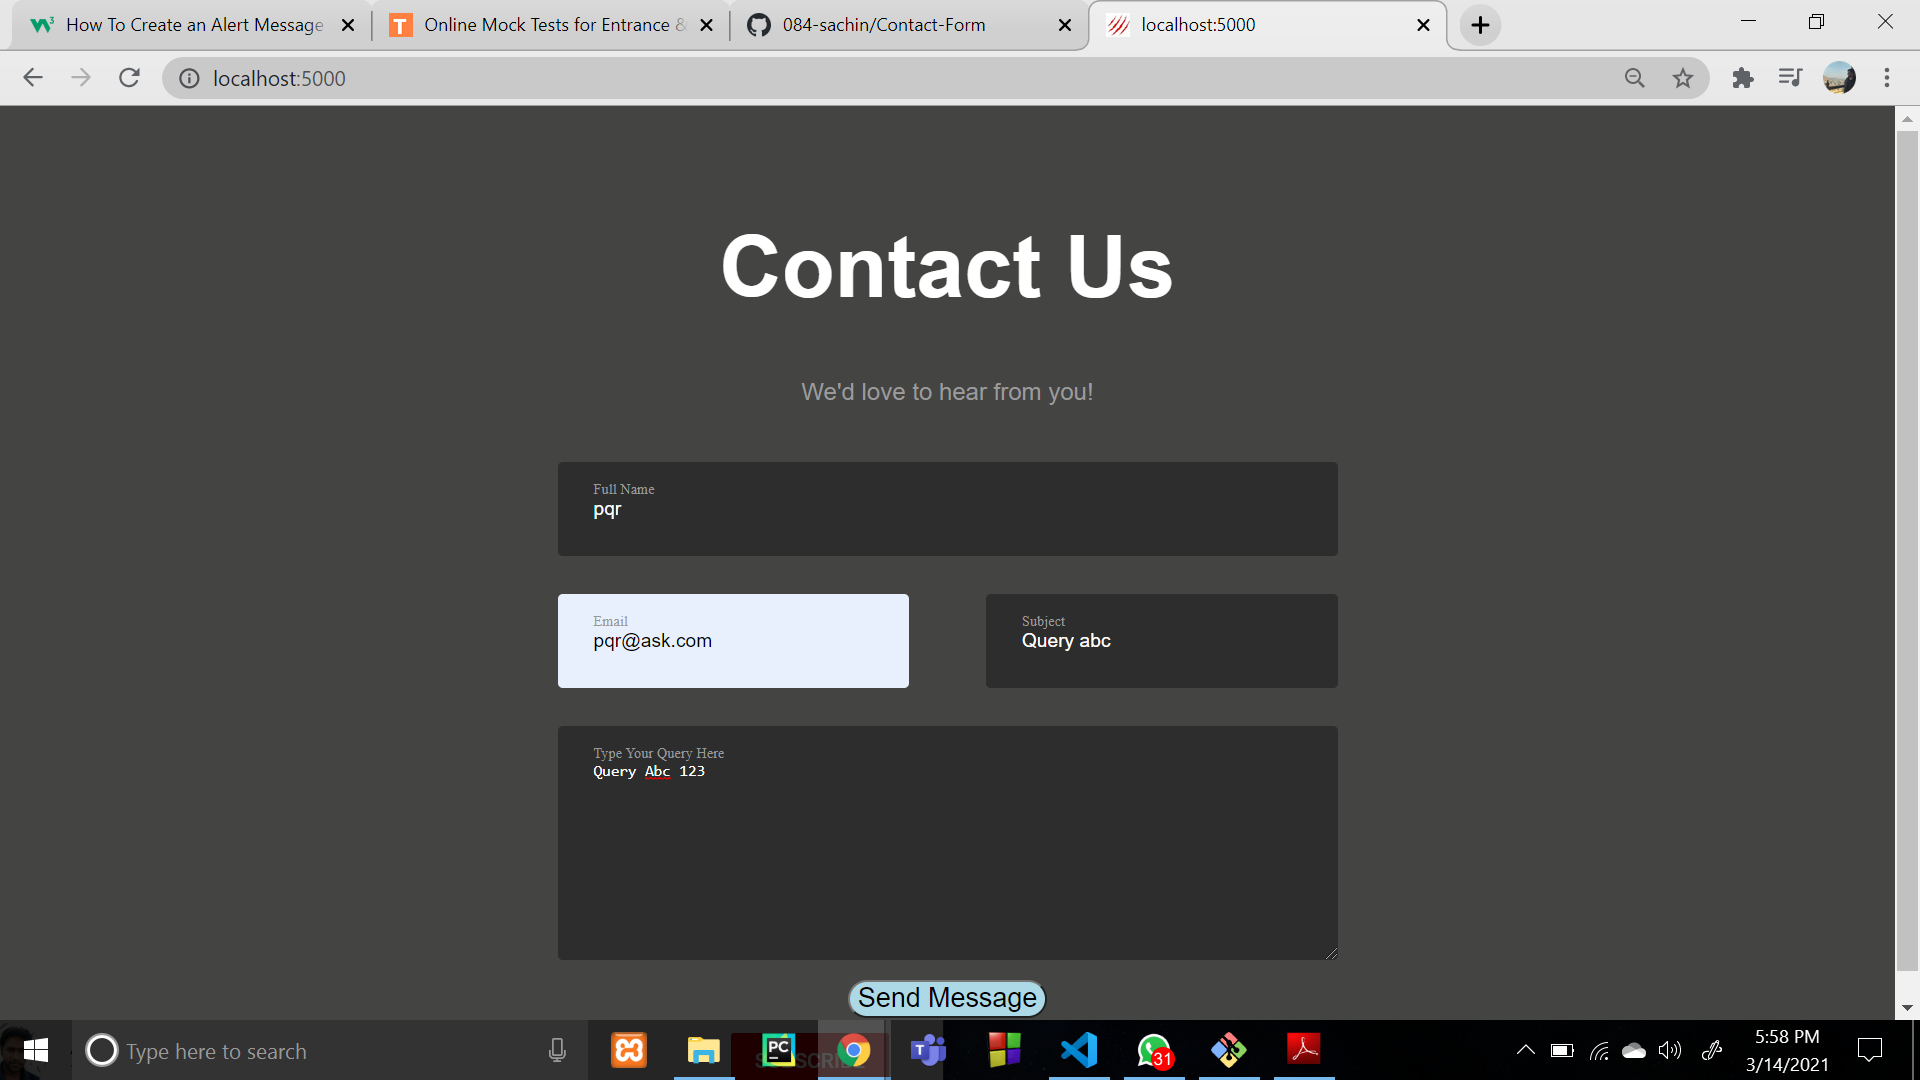 How To Create an Alert Message
Online Mock Tests for Entrance &
084-sachin/Contact-Form
localhost:5000
localhost:5000
Contact Us
We'd love to hear from you!
Full Name
pqr
Email
pqr@ask.com
Subject
Query abc
Type Your Query Here
Query Abc 123
Send Message
Type here to search
PC
T
31
5:58 PM
3/14/2021